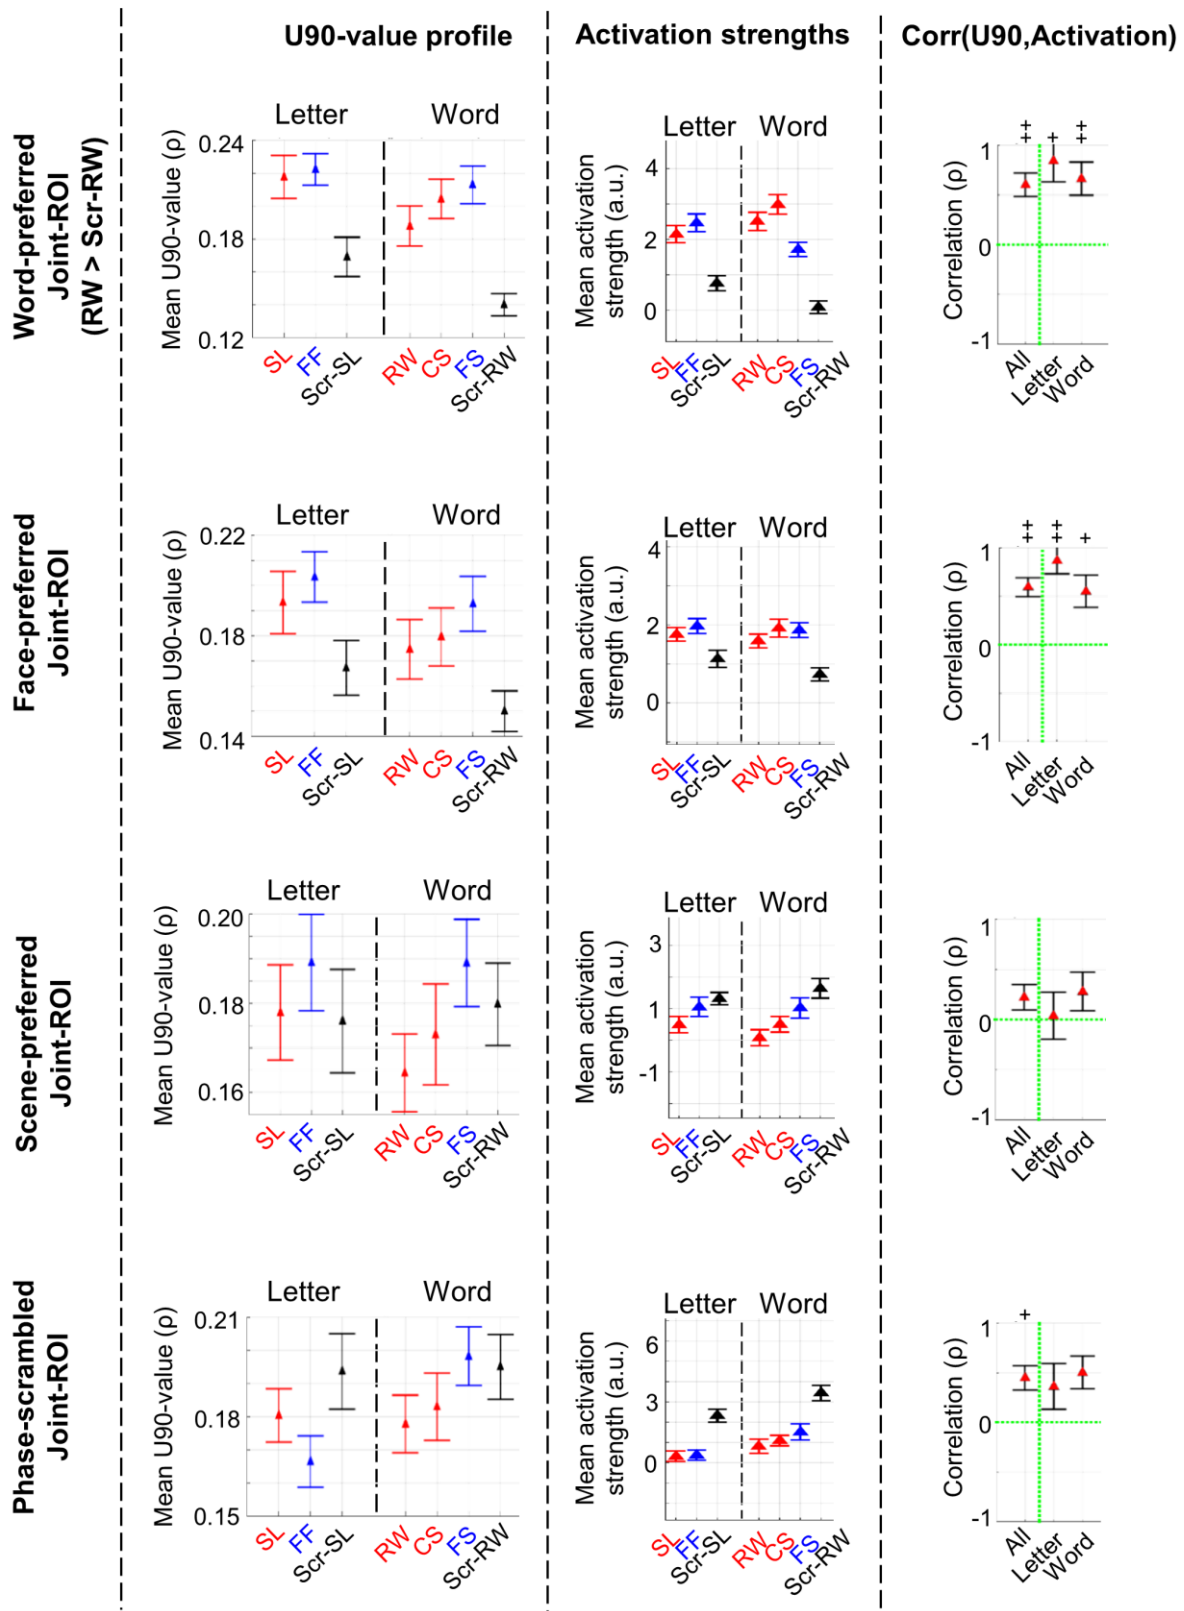 U90-value profile
Activation strengths
Corr(U90,Activation)
Word-preferred
Joint-ROI
(RW > Scr-RW)
Letter Word
Mean U90-value (ρ)
0.24
0.18
0.12
SL FF Scr-SL RW CS FS Scr-RW
Letter Word
Mean activation
strength (a.u.)
4
2
0
SL FF Scr-SL RW CS FS Scr-RW
++ + ++
Correlation (ρ)
1
0
-1
All Letter Word
Face-preferred
Joint-ROI
Letter Word
Mean U90-value (ρ)
0.22
0.18
0.14
SL FF Scr-SL RW CS FS Scr-RW
Letter Word
Mean activation
strength (a.u.)
4
2
0
SL FF Scr-SL RW CS FS Scr-RW
++ ++ +
Correlation (ρ)
1
0
-1
All Letter Word
Scene-preferred
Joint-ROI
Letter Word
Mean U90-value (ρ)
0.20
0.18
0.16
SL FF Scr-SL RW CS FS Scr-RW
Letter Word
Mean activation
strength (a.u.)
3
1
-1
SL FF Scr-SL RW CS FS Scr-RW
Correlation (ρ)
1
0
-1
All Letter Word
Phase-scrambled
Joint-ROI
Letter Word
Mean U90-value (ρ)
0.21
0.18
0.15
SL FF Scr-SL RW CS FS Scr-RW
Letter Word
Mean activation
strength (a.u.)
6
3
0
SL FF Scr-SL RW CS FS Scr-RW
+
Correlation (ρ)
1
0
-1
All Letter Word